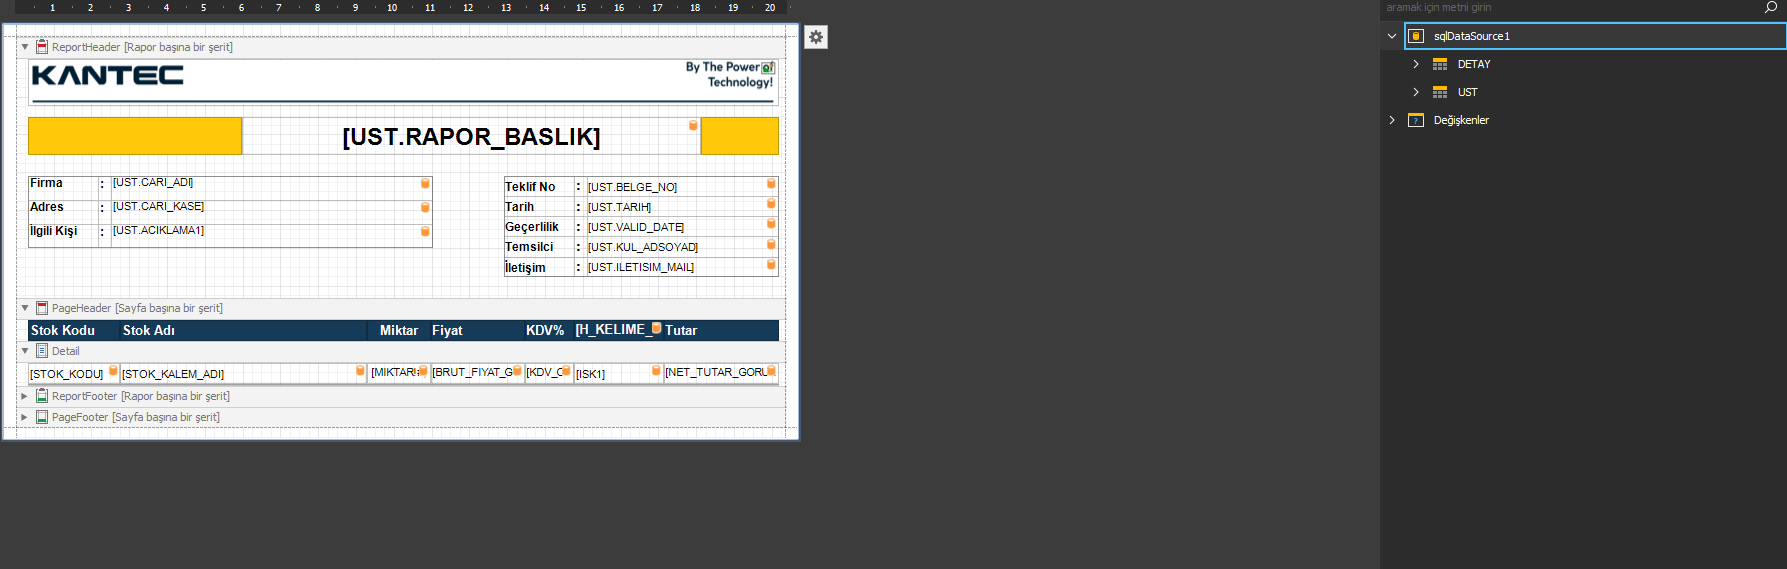 1 2 3 4 5 6 7 8 9 10 11 12 13 14 15 16 17 18 19 20
aramak için metni girin
ReportHeader [Rapor başına bir şerit]
KANTEC
By The Power of
Technology!
[UST.RAPOR_BASLIK]
Firma : [UST.CARI_ADI]
Adres : [UST.CARI_KASE]
İlgili Kişi : [UST.ACIKLAMA1]
Teklif No : [UST.BELGE_NO]
Tarih : [UST.TARIH]
Geçerlilik : [UST.VALID_DATE]
Temsilci : [UST.KUL_ADSOYAD]
İletişim : [UST.ILETISIM_MAIL]
PageHeader [Sayfa başına bir şerit]
Stok Kodu Stok Adı Miktar Fiyat KDV% [H_KELIME_ Tutar
Detail
[STOK_KODU] [STOK_KALEM_ADI] [MIKTAR [BRUT_FIYAT_G [KDV_O [ISK1] [NET_TUTAR_GORU
ReportFooter [Rapor başına bir şerit]
PageFooter [Sayfa başına bir şerit]
sqlDataSource1
DETAY
UST
Değişkenler